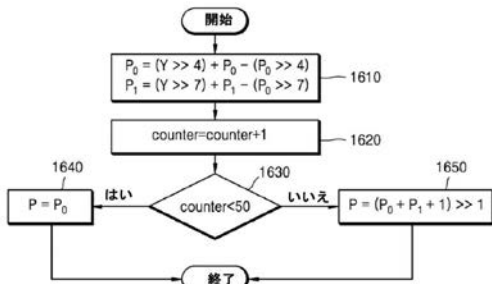 開始
P₀ = (Y >> 4) + P₀ − (P₀ >> 4)
P₁ = (Y >> 7) + P₁ − (P₀ >> 7)
1610
counter=counter+1
1620
1630
counter<50
はい
いいえ
1640
P = P₀
1650
P = (P₀ + P₁ + 1) >> 1
終了